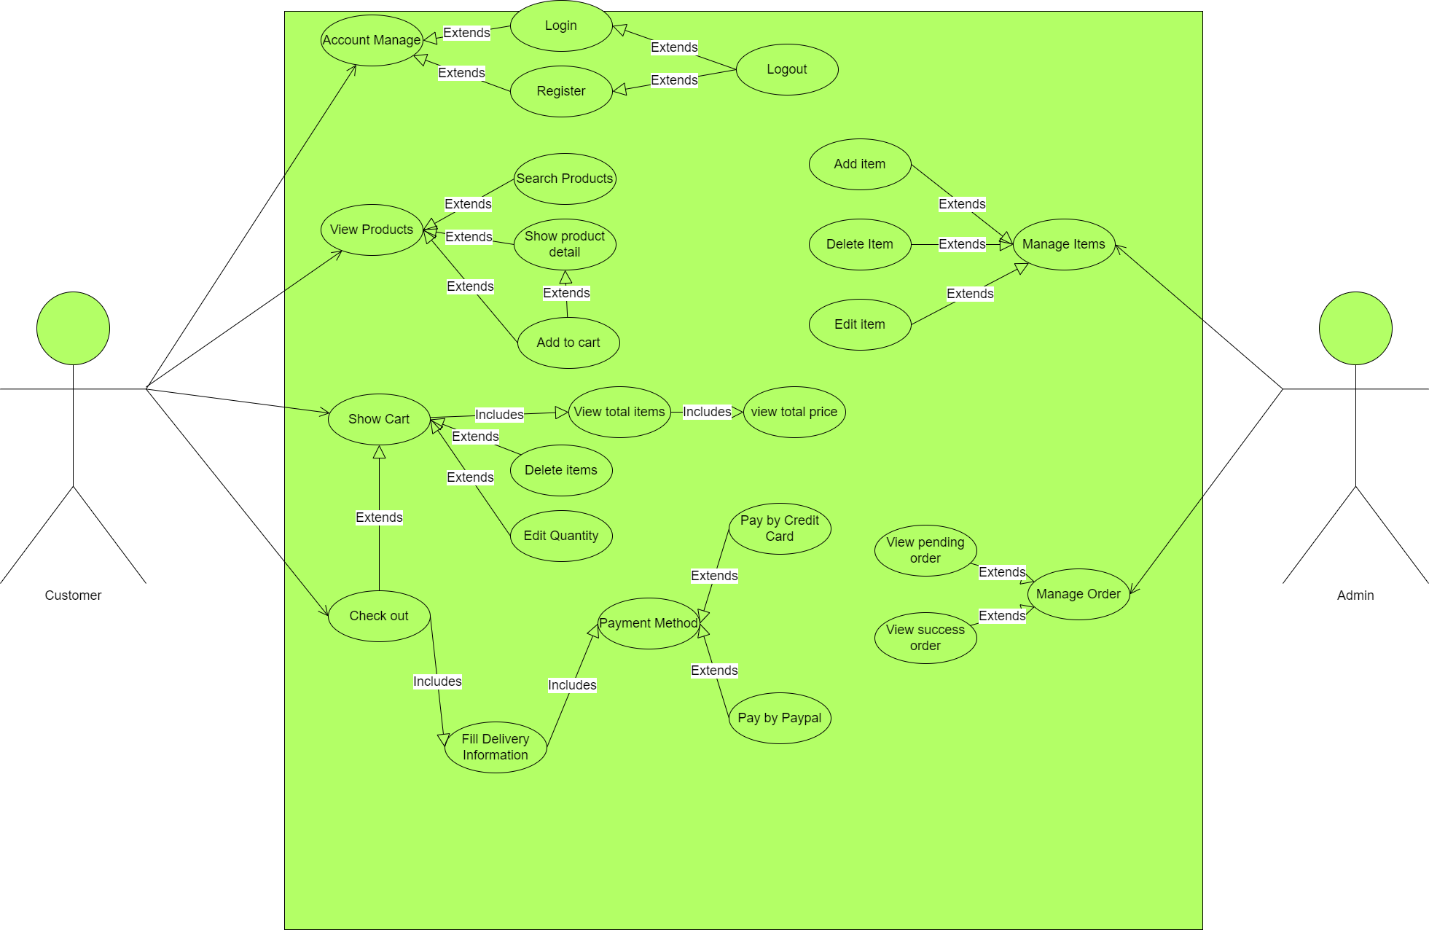 Login
Account Manage
Extends
Extends
Logout
Extends
Extends
Register
Add item
Search Products
Extends
Extends
View Products
Extends
Show product
detail
Delete Item
Extends
Manage Items
Extends
Extends
Extends
Edit item
Add to cart
Show Cart
Includes
View total items
Includes
view total price
Extends
Delete items
Extends
Extends
Edit Quantity
Pay by Credit
Card
View pending
order
Extends
Extends
Manage Order
Customer
Admin
Check out
Payment Method
Extends
View success
order
Extends
Includes
Includes
Pay by Paypal
Fill Delivery
Information